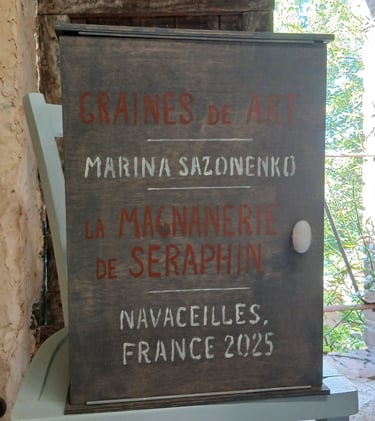 GRAINES DE ART
MARINA SAZONENKO
LA MAGNANERIE
DE SERAPHIN
NAVACEILLES,
FRANCE 2025